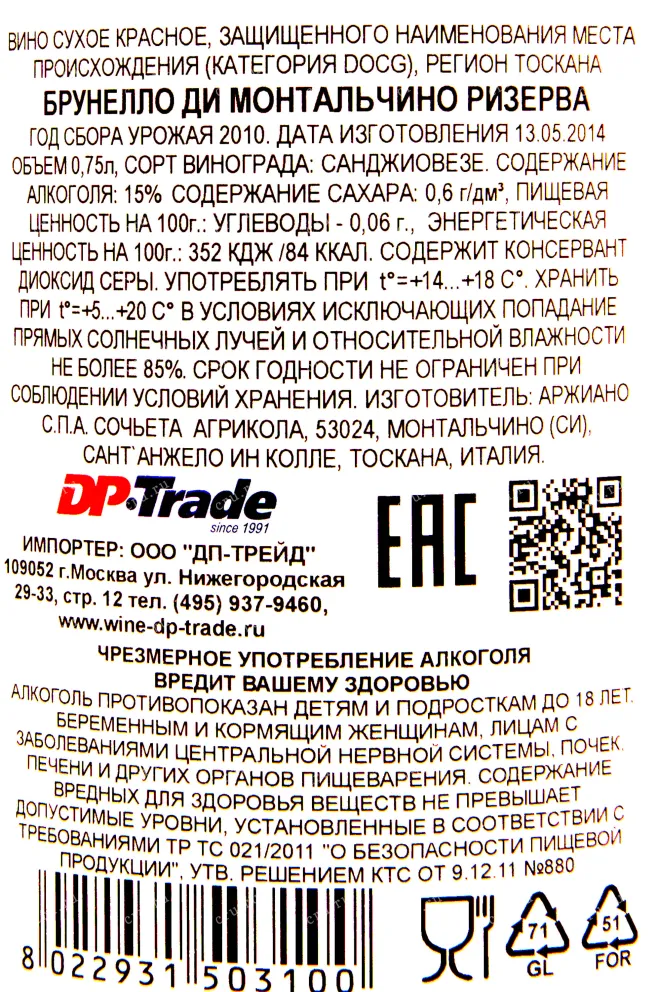 ВИНО СУХОЕ КРАСНОЕ, ЗАЩИЩЕННОГО НАИМЕНОВАНИЯ МЕСТА
ПРОИСХОЖДЕНИЯ (КАТЕГОРИЯ DOCG), РЕГИОН ТОСКАНА
БРУНЕЛЛО ДИ МОНТАЛЬЧИНО РИЗЕРВА
ГОД СБОРА УРОЖАЯ 2010. ДАТА ИЗГОТОВЛЕНИЯ 13.05.2014
ОБЪЕМ 0,75л, СОРТ ВИНОГРАДА: САНДЖИОВЕЗЕ. СОДЕРЖАНИЕ
АЛКОГОЛЯ: 15% СОДЕРЖАНИЕ САХАРА: 0,6 г/дм³, ПИЩЕВАЯ
ЦЕННОСТЬ НА 100г.: УГЛЕВОДЫ - 0,06 г., ЭНЕРГЕТИЧЕСКАЯ
ЦЕННОСТЬ НА 100г.: 352 КДЖ /84 ККАЛ. СОДЕРЖИТ КОНСЕРВАНТ
ДИОКСИД СЕРЫ. УПОТРЕБЛЯТЬ ПРИ t°=+14...+18 С°. ХРАНИТЬ
ПРИ t°=+5...+20 С° В УСЛОВИЯХ ИСКЛЮЧАЮЩИХ ПОПАДАНИЕ
ПРЯМЫХ СОЛНЕЧНЫХ ЛУЧЕЙ И ОТНОСИТЕЛЬНОЙ ВЛАЖНОСТИ
НЕ БОЛЕЕ 85%. СРОК ГОДНОСТИ НЕ ОГРАНИЧЕН ПРИ
СОБЛЮДЕНИИ УСЛОВИЙ ХРАНЕНИЯ. ИЗГОТОВИТЕЛЬ: АРЖИАНО
С.П.А. СОЧЬЕТА АГРИКОЛА, 53024, МОНТАЛЬЧИНО (СИ),
САНТ'АНЖЕЛО ИН КОЛЛЕ, ТОСКАНА, ИТАЛИЯ.
DP·Trade
since 1991
EAC
ИМПОРТЕР: ООО "ДП-ТРЕЙД"
109052 г.Москва ул. Нижегородская
29-33, стр. 12 тел. (495) 937-9460,
www.wine-dp-trade.ru
ЧРЕЗМЕРНОЕ УПОТРЕБЛЕНИЕ АЛКОГОЛЯ
ВРЕДИТ ВАШЕМУ ЗДОРОВЬЮ
АЛКОГОЛЬ ПРОТИВОПОКАЗАН ДЕТЯМ И ПОДРОСТКАМ ДО 18 ЛЕТ,
БЕРЕМЕННЫМ И КОРМЯЩИМ ЖЕНЩИНАМ, ЛИЦАМ С
ЗАБОЛЕВАНИЯМИ ЦЕНТРАЛЬНОЙ НЕРВНОЙ СИСТЕМЫ, ПОЧЕК,
ПЕЧЕНИ И ДРУГИХ ОРГАНОВ ПИЩЕВАРЕНИЯ. СОДЕРЖАНИЕ
ВРЕДНЫХ ДЛЯ ЗДОРОВЬЯ ВЕЩЕСТВ НЕ ПРЕВЫШАЕТ
ДОПУСТИМЫЕ УРОВНИ, УСТАНОВЛЕННЫЕ В СООТВЕТСТВИИ С
ТРЕБОВАНИЯМИ ТР ТС 021/2011 "О БЕЗОПАСНОСТИ ПИЩЕВОЙ
ПРОДУКЦИИ", УТВ. РЕШЕНИЕМ КТС ОТ 9.12.11 №880
8 022931 503100
71
GL
51
FOR